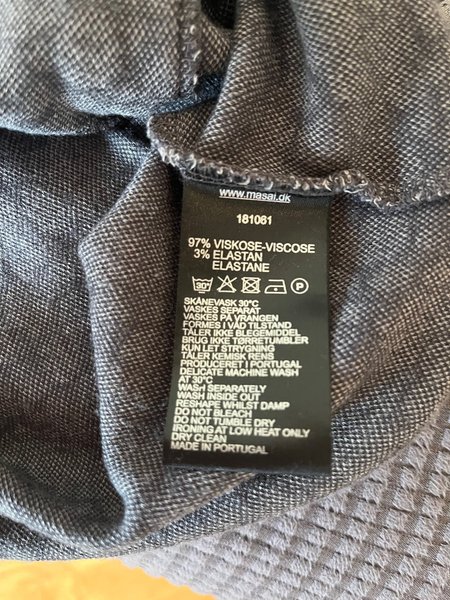 www.masai.dk
181061
97% VISKOSE-VISCOSE
3% ELASTAN
ELASTANE
30°
P
SKÅNEVASK 30°C
VASKES SEPARAT
VASKES PÅ VRANGEN
FORMES I VÅD TILSTAND
TÅLER IKKE BLEGEMIDDEL
BRUG IKKE TØRRETUMBLER
KUN LET STRYGNING
TÅLER KEMISK RENS
PRODUCERET I PORTUGAL
DELICATE MACHINE WASH
AT 30°C
WASH SEPARATELY
WASH INSIDE OUT
RESHAPE WHILST DAMP
DO NOT BLEACH
DO NOT TUMBLE DRY
IRONING AT LOW HEAT ONLY
DRY CLEAN
MADE IN PORTUGAL